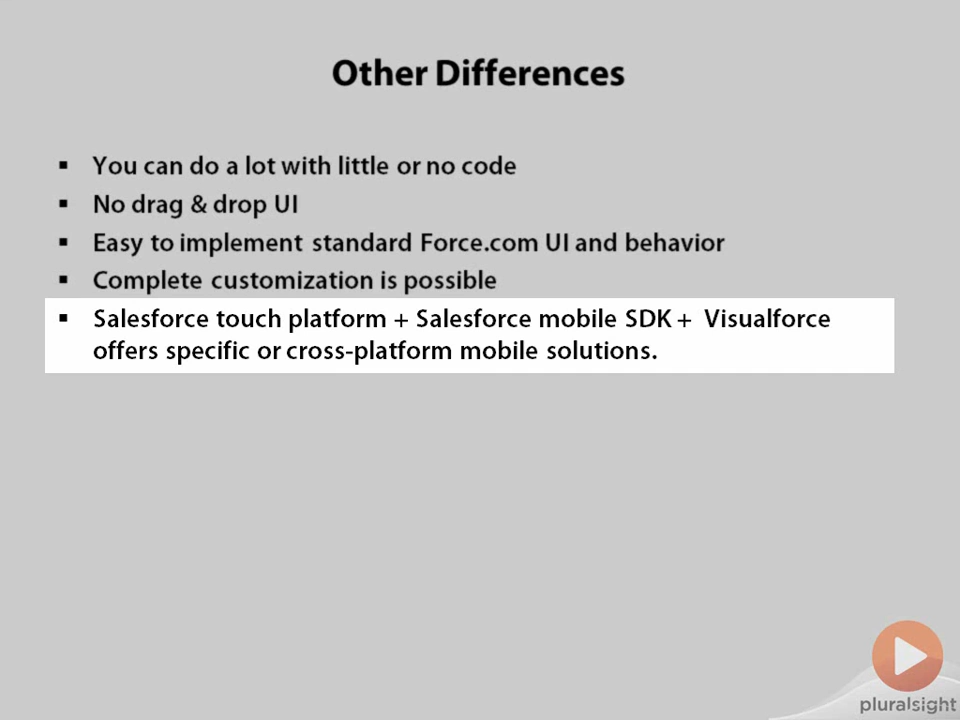 Other Differences
▪ You can do a lot with little or no code
▪ No drag & drop UI
▪ Easy to implement standard Force.com UI and behavior
▪ Complete customization is possible
▪ Salesforce touch platform + Salesforce mobile SDK + Visualforce
offers specific or cross-platform mobile solutions.
pluralsight